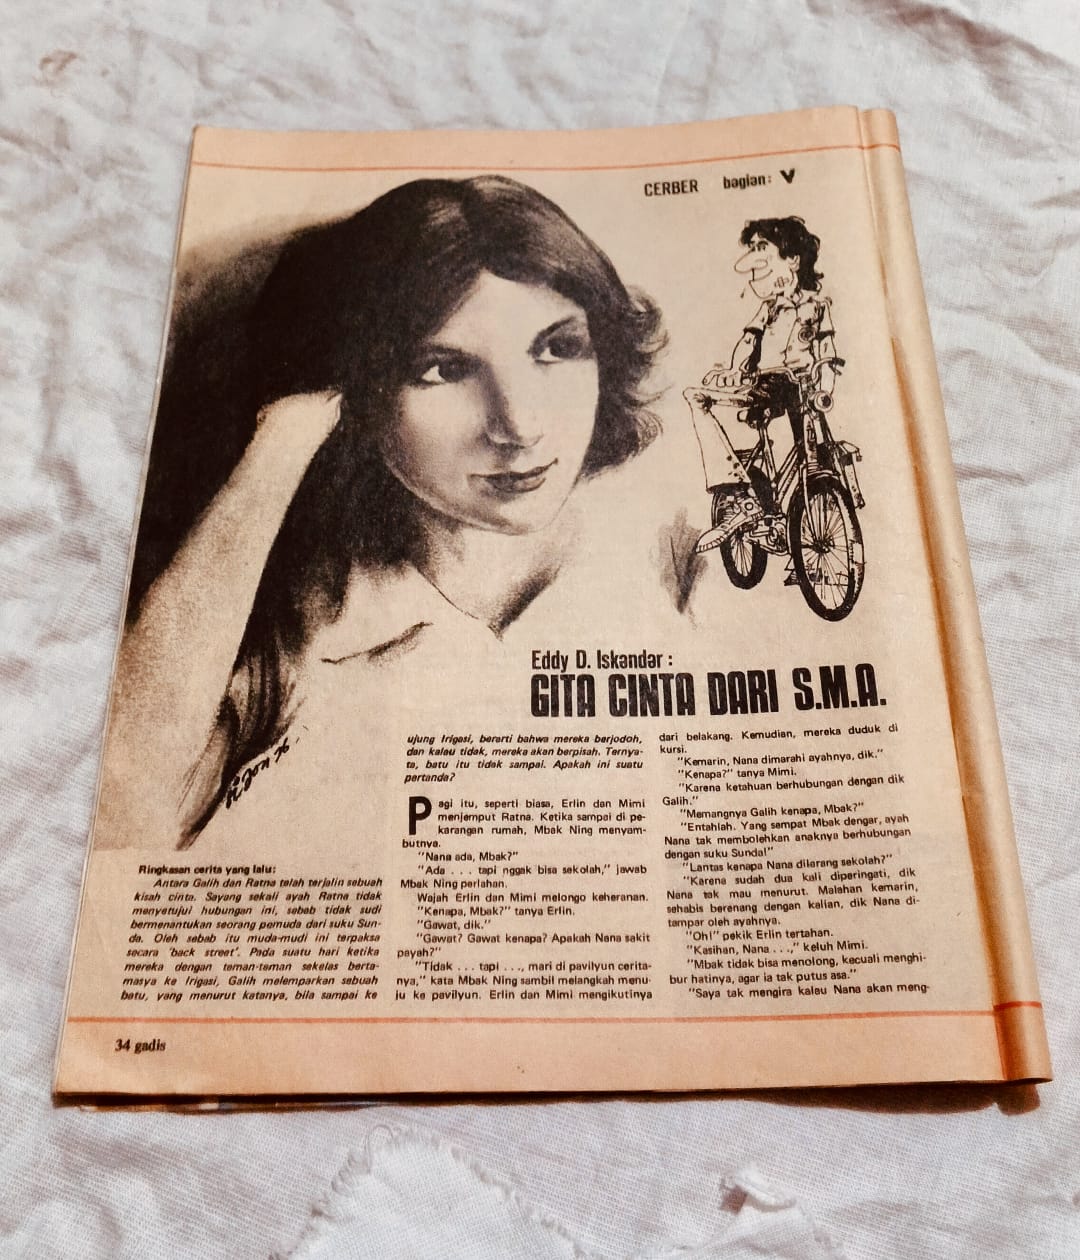 CERBER bagian: V
Eddy D. Iskandar :
GITA CINTA DARI S.M.A.
Ringkasan cerita yang lalu:
Antara Galih dan Ratna telah terjalin sebuah
kisah cinta. Sayang sekali ayah Ratna tidak
menyetujui hubungan ini, sebab tidak sudi
bermenantukan seorang pemuda dari suku Sun-
da. Oleh sebab itu muda-mudi ini terpaksa
secara 'back street'. Pada suatu hari ketika
mereka dengan teman-teman sekelas berta-
masya ke Irigasi, Galih melemparkan sebuah
batu, yang menurut katanya, bila sampai ke
ujung Irigasi, berarti bahwa mereka berjodoh,
dan kalau tidak, mereka akan berpisah. Ternya-
ta, batu itu tidak sampai. Apakah ini suatu
pertanda?
Pagi itu, seperti biasa, Erlin dan Mimi
menjemput Ratna. Ketika sampai di pe-
karangan rumah, Mbak Ning menyam-
butnya.
"Nana ada, Mbak?"
"Ada . . . tapi nggak bisa sekolah," jawab
Mbak Ning perlahan.
Wajah Erlin dan Mimi melongo keheranan.
"Kenapa, Mbak?" tanya Erlin.
"Gawat, dik."
"Gawat? Gawat kenapa? Apakah Nana sakit
payah?"
"Tidak . . . tapi . . ., mari di pavilyun cerita-
nya," kata Mbak Ning sambil melangkah menu-
ju ke pavilyun. Erlin dan Mimi mengikutinya
dari belakang. Kemudian, mereka duduk di
kursi.
"Kemarin, Nana dimarahi ayahnya, dik."
"Kenapa?" tanya Mimi.
"Karena ketahuan berhubungan dengan dik
Galih."
"Memangnya Galih kenapa, Mbak?"
"Entahlah. Yang sempat Mbak dengar, ayah
Nana tak membolehkan anaknya berhubungan
dengan suku Sunda!"
"Lantas kenapa Nana dilarang sekolah?"
"Karena sudah dua kali diperingati, dik
Nana tak mau menurut. Malahan kemarin,
sehabis berenang dengan kalian, dik Nana di-
tampar oleh ayahnya.
"Oh!" pekik Erlin tertahan.
"Kasihan, Nana . . .," keluh Mimi.
"Mbak tidak bisa menolong, kecuali menghi-
bur hatinya, agar ia tak putus asa."
"Saya tak mengira kalau Nana akan meng-
34 gadis